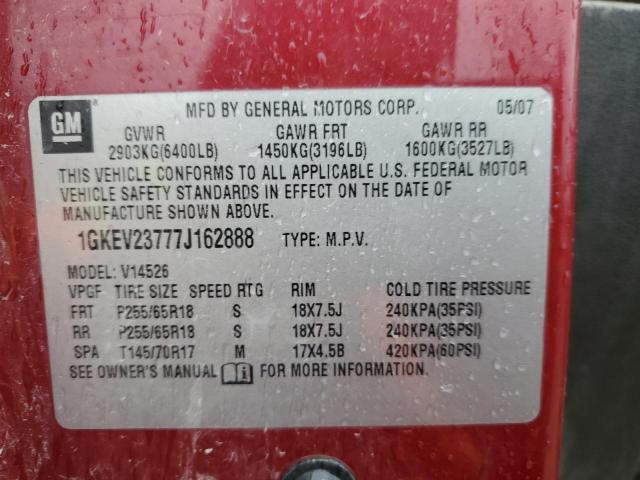 GM
MFD BY GENERAL MOTORS CORP. 05/07
GVWR GAWR FRT GAWR RR
2903KG(6400LB) 1450KG(3196LB) 1600KG(3527LB)
THIS VEHICLE CONFORMS TO ALL APPLICABLE U.S. FEDERAL MOTOR
VEHICLE SAFETY STANDARDS IN EFFECT ON THE DATE OF
MANUFACTURE SHOWN ABOVE.
1GKEV23777J162888 TYPE: M.P.V.
MODEL: V14526
VPGF TIRE SIZE SPEED RTG RIM COLD TIRE PRESSURE
FRT P255/65R18 S 18X7.5J 240KPA(35PSI)
RR P255/65R18 S 18X7.5J 240KPA(35PSI)
SPA T145/70R17 M 17X4.5B 420KPA(60PSI)
SEE OWNER'S MANUAL i FOR MORE INFORMATION.